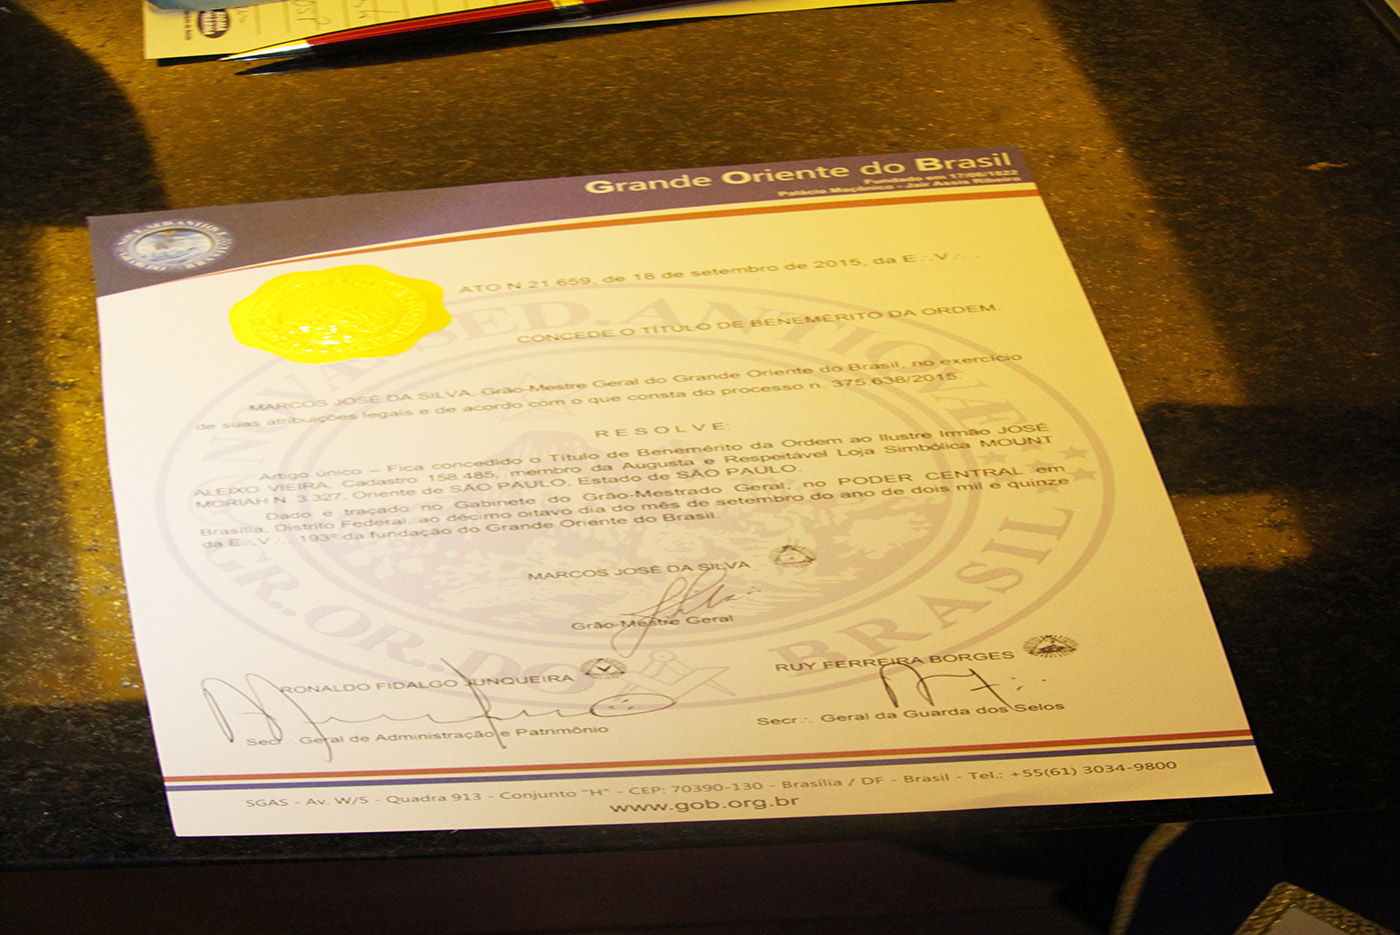 Grande Oriente do Brasil
Fundado em 17/06/1822
Palácio Maçônico - Jair Assis Ribeiro
ATO N.21.659, de 18 de setembro de 2015, da E∴V∴.
CONCEDE O TÍTULO DE BENEMÉRITO DA ORDEM.
MARCOS JOSÉ DA SILVA, Grão-Mestre Geral do Grande Oriente do Brasil, no exercício
de suas atribuições legais e de acordo com o que consta do processo n. 375.638/2015.
R E S O L V E:
Artigo único – Fica concedido o Título de Benemérito da Ordem ao Ilustre Irmão JOSÉ
ALEIXO VIEIRA, Cadastro 158.485, membro da Augusta e Respeitável Loja Simbólica MOUNT
MORIAH N. 3.327, Oriente de SÃO PAULO, Estado de SÃO PAULO.
Dado e traçado no Gabinete do Grão-Mestrado Geral, no PODER CENTRAL em
Brasília, Distrito Federal, ao décimo oitavo dia do mês de setembro do ano de dois mil e quinze
da E∴V∴, 193º da fundação do Grande Oriente do Brasil.
MARCOS JOSÉ DA SILVA
Grão-Mestre Geral
RONALDO FIDALGO JUNQUEIRA
Secr∴ Geral de Administração e Patrimônio
RUY FERREIRA BORGES
Secr∴ Geral da Guarda dos Selos
SGAS - Av. W/5 - Quadra 913 - Conjunto "H" - CEP: 70390-130 - Brasília / DF - Brasil - Tel.: +55(61) 3034-9800
www.gob.org.br
GR. OR. DO BRASIL